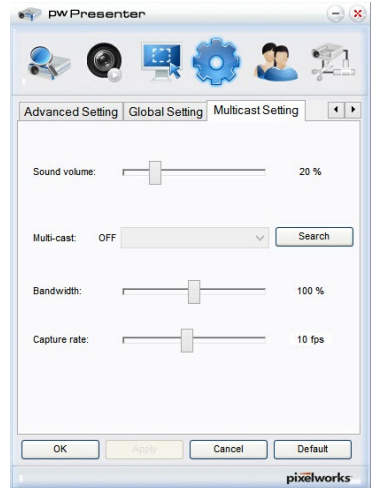 pwPresenter
Advanced Setting Global Setting Multicast Setting
Sound volume: 20 %
Multi-cast: OFF Search
Bandwidth: 100 %
Capture rate: 10 fps
OK Apply Cancel Default
pixelworks